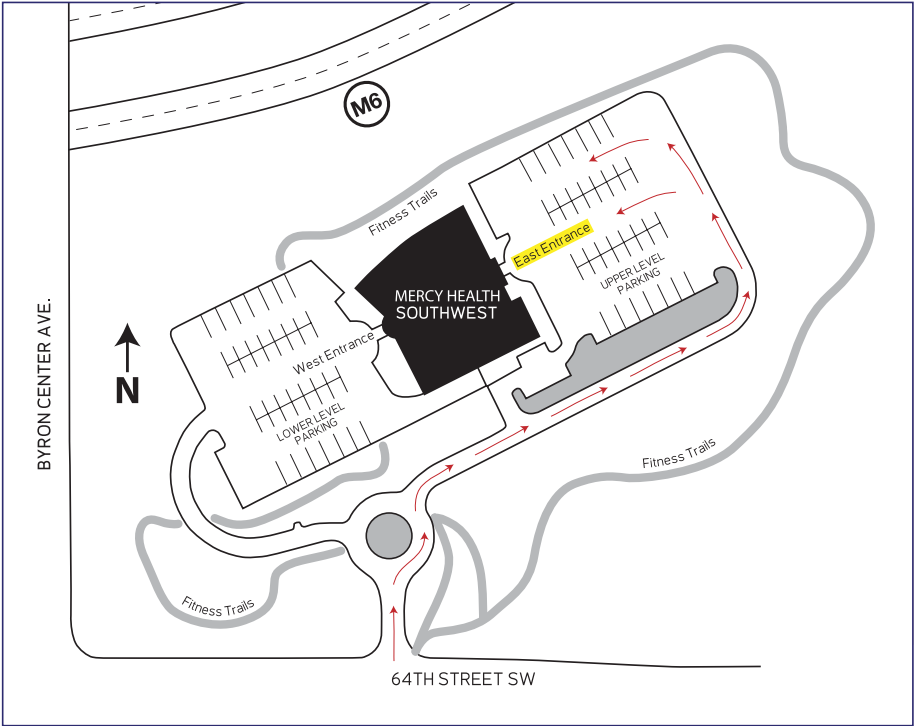 M6
Fitness Trails
East Entrance
UPPER LEVEL
PARKING
MERCY HEALTH
SOUTHWEST
West Entrance
BYRON CENTER AVE.
N
LOWER LEVEL
PARKING
Fitness Trails
Fitness Trails
64TH STREET SW